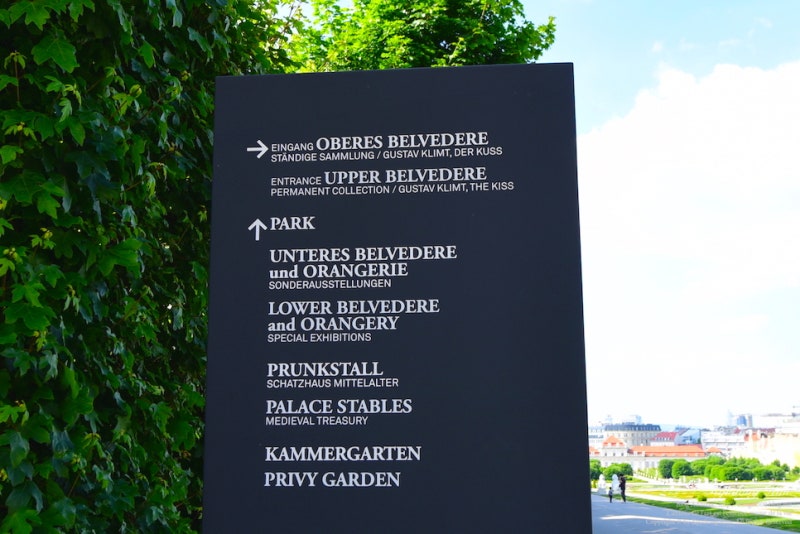 → EINGANG OBERES BELVEDERE
STÄNDIGE SAMMLUNG / GUSTAV KLIMT, DER KUSS
ENTRANCE UPPER BELVEDERE
PERMANENT COLLECTION / GUSTAV KLIMT, THE KISS
↑ PARK
UNTERES BELVEDERE
und ORANGERIE
SONDERAUSSTELLUNGEN
LOWER BELVEDERE
and ORANGERY
SPECIAL EXHIBITIONS
PRUNKSTALL
SCHATZHAUS MITTELALTER
PALACE STABLES
MEDIEVAL TREASURY
KAMMERGARTEN
PRIVY GARDEN